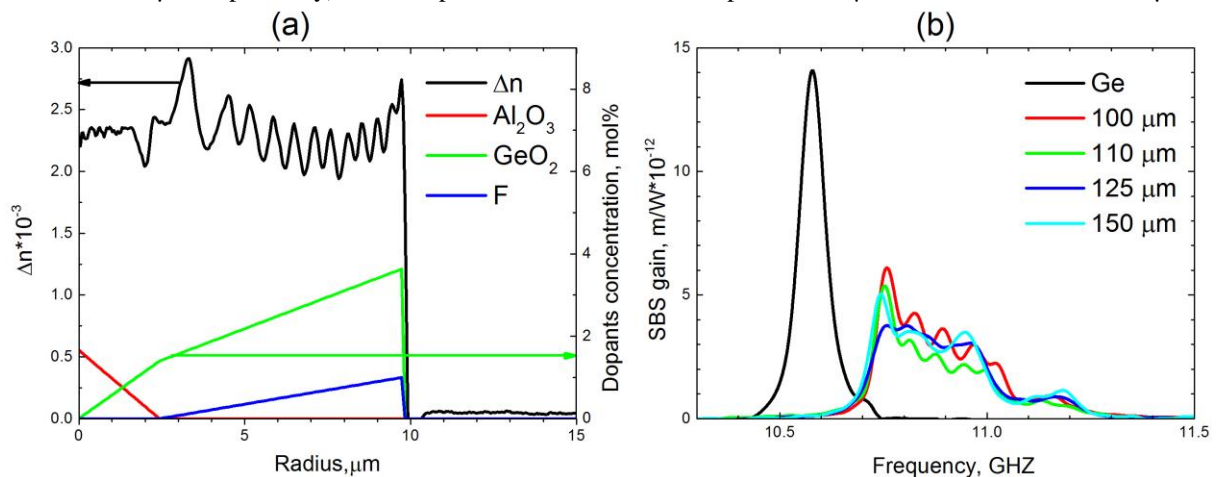 (a)
3.0
2.5
2.0
1.5
1.0
0.5
0.0
Δn*10⁻³
0
5
10
15
Radius,μm
8
6
4
2
0
Dopants concentration, mol%
Δn
Al₂O₃
GeO₂
F
(b)
15
10
5
0
SBS gain, m/W*10⁻¹²
10.5
11.0
11.5
Frequency, GHZ
Ge
100 μm
110 μm
125 μm
150 μm